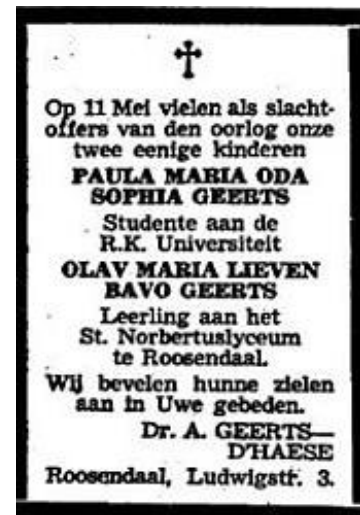 Op 11 Mei vielen als slacht-
offers van den oorlog onze
twee eenige kinderen
PAULA MARIA ODA
SOPHIA GEERTS
Studente aan de
R.K. Universiteit
OLAV MARIA LIEVEN
BAVO GEERTS
Leerling aan het
St. Norbertuslyceum
te Roosendaal.
Wij bevelen hunne zielen
aan in Uwe gebeden.
Dr. A. GEERTS—
D'HAESE
Roosendaal, Ludwigstr. 3.